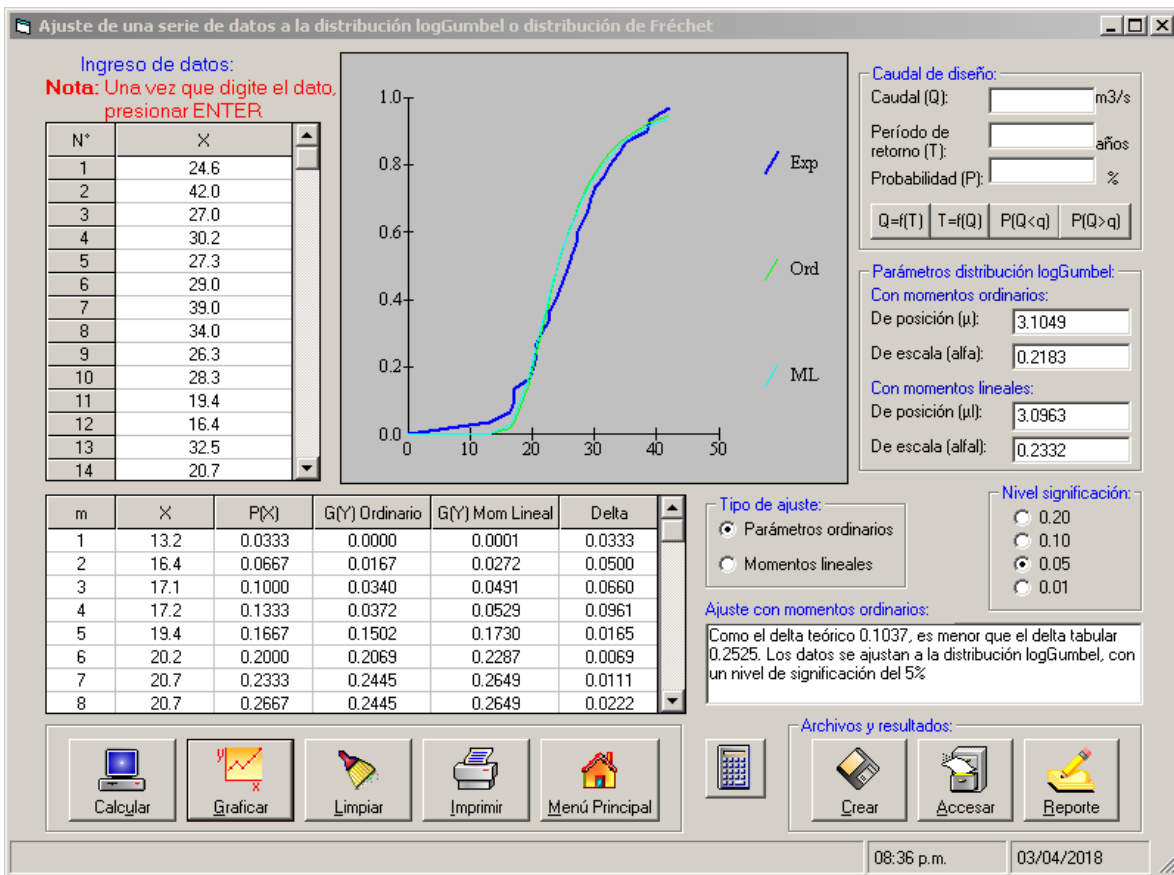 Ajuste de una serie de datos a la distribución logGumbel o distribución de Fréchet
Ingreso de datos:
Nota: Una vez que digite el dato,
presionar ENTER
N° X
1 24.6
2 42.0
3 27.0
4 30.2
5 27.3
6 29.0
7 39.0
8 34.0
9 26.3
10 28.3
11 19.4
12 16.4
13 32.5
14 20.7
1.0
0.8
0.6
0.4
0.2
0.0
0 10 20 30 40 50
Exp
Ord
ML
Caudal de diseño:
Caudal (Q): m3/s
Período de
retorno (T): años
Probabilidad (P): %
Q=f(T) T=f(Q) P(Q<q) P(Q>q)
Parámetros distribución logGumbel:
Con momentos ordinarios:
De posición (µ): 3.1049
De escala (alfa): 0.2183
Con momentos lineales:
De posición (µl): 3.0963
De escala (alfal): 0.2332
m X P(X) G(Y) Ordinario G(Y) Mom Lineal Delta
1 13.2 0.0333 0.0000 0.0001 0.0333
2 16.4 0.0667 0.0167 0.0272 0.0500
3 17.1 0.1000 0.0340 0.0491 0.0660
4 17.2 0.1333 0.0372 0.0529 0.0961
5 19.4 0.1667 0.1502 0.1730 0.0165
6 20.2 0.2000 0.2069 0.2287 0.0069
7 20.7 0.2333 0.2445 0.2649 0.0111
8 20.7 0.2667 0.2445 0.2649 0.0222
Tipo de ajuste:
Parámetros ordinarios
Momentos lineales
Nivel significación:
0.20
0.10
0.05
0.01
Ajuste con momentos ordinarios:
Como el delta teórico 0.1037, es menor que el delta tabular
0.2525. Los datos se ajustan a la distribución logGumbel, con
un nivel de significación del 5%
Calcular Graficar Limpiar Imprimir Menú Principal
Archivos y resultados:
Crear Accesar Reporte
08:36 p.m. 03/04/2018